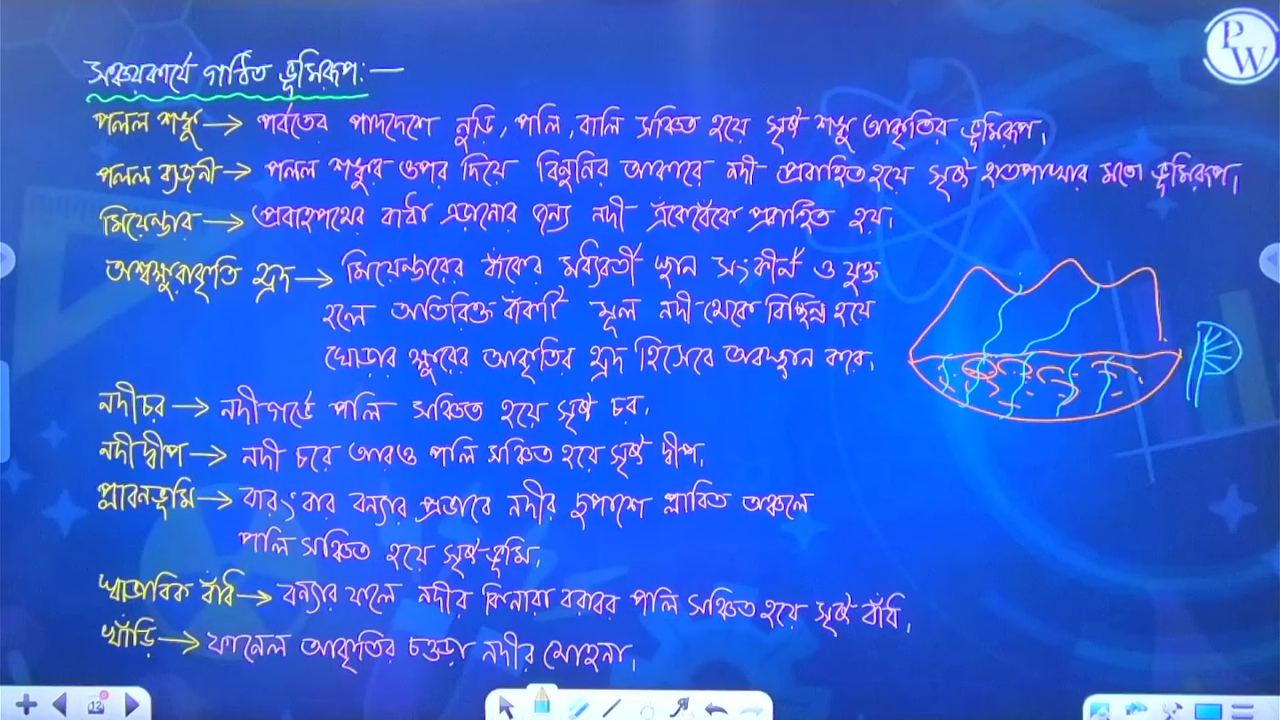 সঞ্চয়কার্যে গঠিত ভূমিরূপ:—
পলল শঙ্কু → পর্বতের পাদদেশে নুড়ি, পলি, বালি সঞ্চিত হয়ে সৃষ্ট শঙ্কু আকৃতির ভূমিরূপ।
পলল ব্যজনী → পলল শঙ্কুর ওপর দিয়ে বিনুনির আকারে নদী প্রবাহিত হয়ে সৃষ্ট হাতপাখার মতো ভূমিরূপ।
মিয়েন্ডার → প্রবাহপথের বাধা এড়ানোর জন্য নদী এঁকেবেঁকে প্রবাহিত হয়।
অশ্বক্ষুরাকৃতি হ্রদ → মিয়েন্ডারের বাঁকের মধ্যবর্তী স্থান সংকীর্ন ও যুক্ত
হলে অতিরিক্ত বাঁকটি মূল নদী থেকে বিচ্ছিন্ন হয়ে
ঘোড়ার ক্ষুরের আকৃতির হ্রদ হিসেবে অবস্থান করে।
নদীচর → নদীগর্ভে পলি সঞ্চিত হয়ে সৃষ্ট চর।
নদীদ্বীপ → নদী চরে আরও পলি সঞ্চিত হয়ে সৃষ্ট দ্বীপ।
প্লাবনভূমি → বারংবার বন্যার প্রভাবে নদীর দুপাশে প্লাবিত অঞ্চলে
পলি সঞ্চিত হয়ে সৃষ্ট ভূমি।
স্বাভাবিক বাঁধ → বন্যার ফলে নদীর কিনারা বরাবর পলি সঞ্চিত হয়ে সৃষ্ট বাঁধ।
খাঁড়ি → ফানেল আকৃতির চওড়া নদীর মোহনা।
PW
12